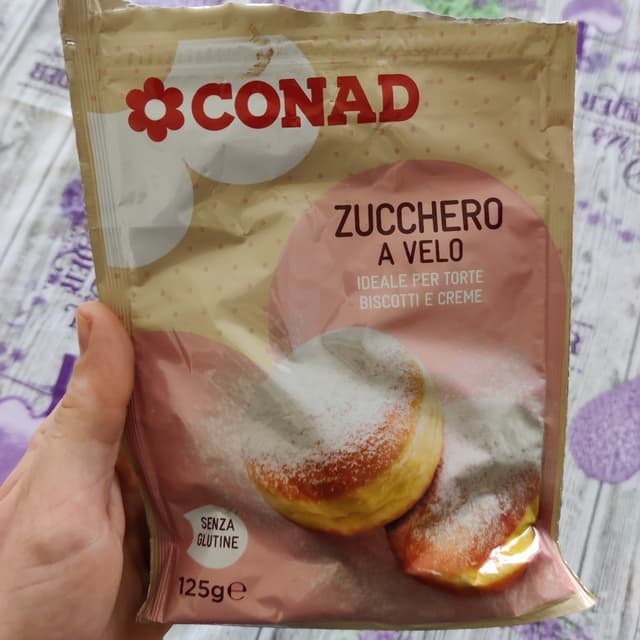 CONAD
ZUCCHERO
A VELO
IDEALE PER TORTE
BISCOTTI E CREME
SENZA
GLUTINE
125g℮